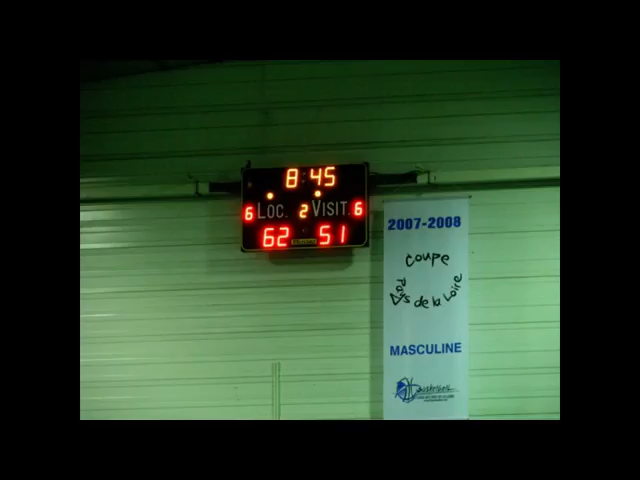 8:45
6 LOC. 2 VISIT. 6
62 51
2007-2008
Coupe
Pays de la Loire
MASCULINE